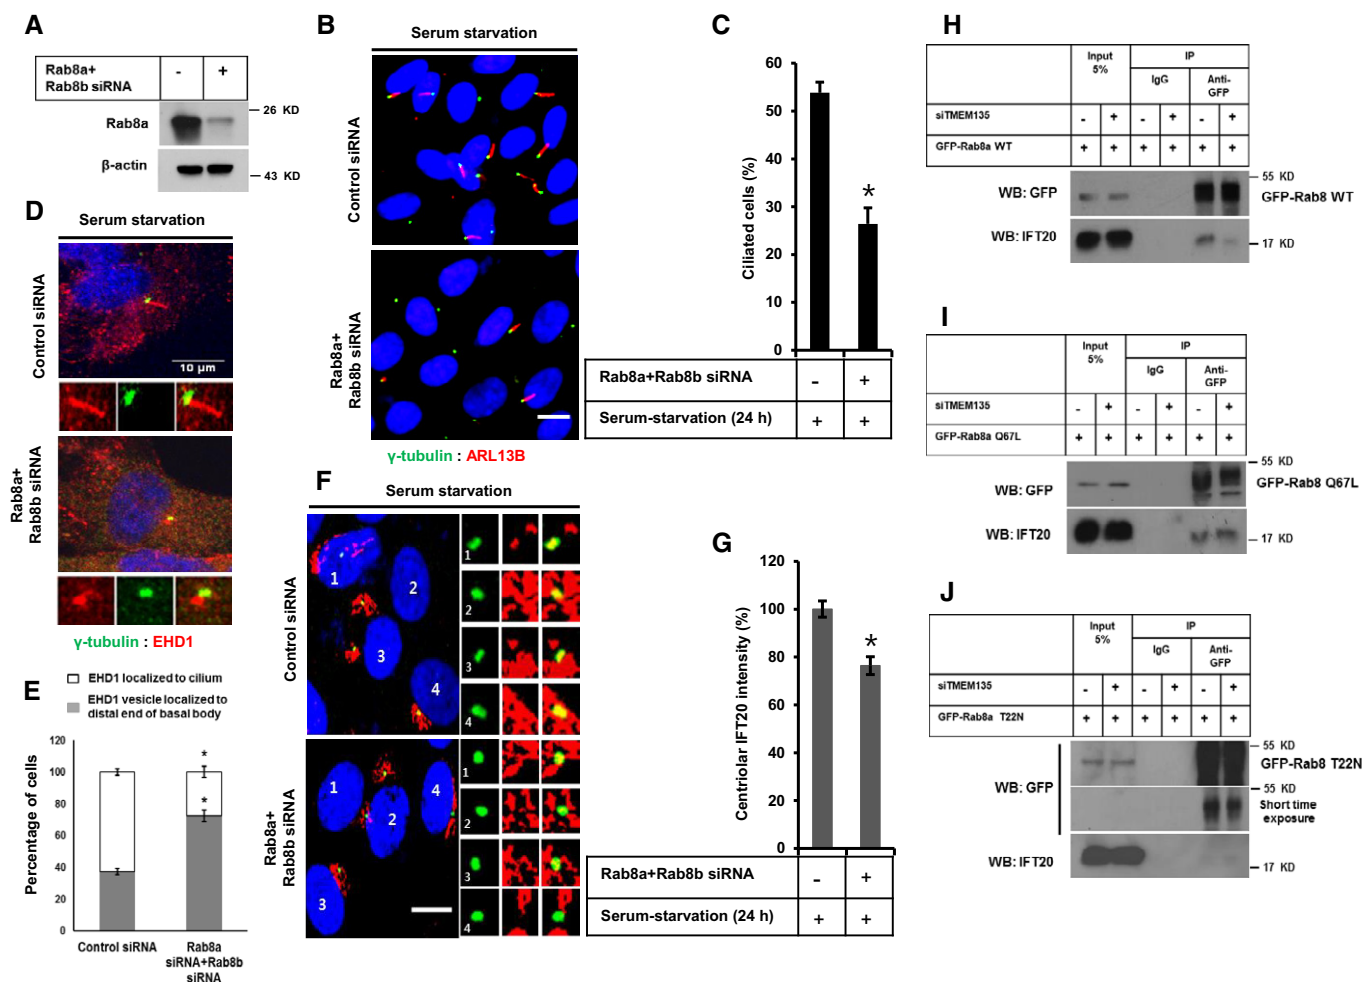 A
Rab8a+
Rab8b siRNA
-
+
Rab8a
26 KD
β-actin
43 KD
B
Serum starvation
Control siRNA
Rab8a+
Rab8b siRNA
γ-tubulin : ARL13B
C
Ciliated cells (%)
60
50
40
30
20
10
0
*
Rab8a+Rab8b siRNA
-
+
Serum-starvation (24 h)
+
+
D
Serum starvation
Control siRNA
10 µm
Rab8a+
Rab8b siRNA
γ-tubulin : EHD1
E
EHD1 localized to cilium
EHD1 vesicle localized to
distal end of basal body
Percentage of cells
120
100
80
60
40
20
0
*
*
Control siRNA
Rab8a
siRNA+Rab8b
siRNA
F
Serum starvation
Control siRNA
1
2
3
4
1
2
3
4
Rab8a+
Rab8b siRNA
1
2
3
4
1
2
3
4
G
Centriolar IFT20 intensity (%)
120
100
80
60
40
20
0
*
Rab8a+Rab8b siRNA
-
+
Serum-starvation (24 h)
+
+
H
Input
5%
IP
IgG
Anti-
GFP
siTMEM135
- + - + - +
GFP-Rab8a WT
+ + + + + +
WB: GFP
55 KD
GFP-Rab8 WT
WB: IFT20
17 KD
I
Input
5%
IP
IgG
Anti-
GFP
siTMEM135
- + - + - +
GFP-Rab8a Q67L
+ + + + + +
WB: GFP
55 KD
GFP-Rab8 Q67L
WB: IFT20
17 KD
J
Input
5%
IP
IgG
Anti-
GFP
siTMEM135
- + - + - +
GFP-Rab8a T22N
+ + + + + +
WB: GFP
55 KD
GFP-Rab8 T22N
55 KD
Short time
exposure
WB: IFT20
17 KD